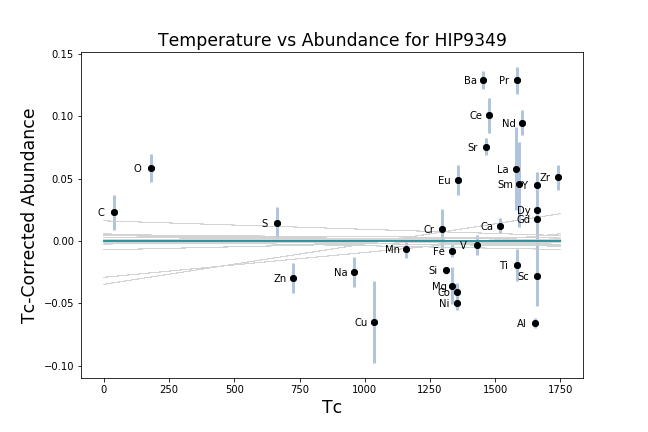 Temperature vs Abundance for HIP9349
Tc-Corrected Abundance
0.15
0.10
0.05
0.00
−0.05
−0.10
Ba
Pr
Ce
Nd
Sr
O
La
Zr
Eu
Sm
Y
C
Dy
Gd
S
Ca
Cr
V
Mn
Fe
Ti
Si
Na
Sc
Zn
Mg
Co
Ni
Cu
Al
0
250
500
750
1000
1250
1500
1750
Tc